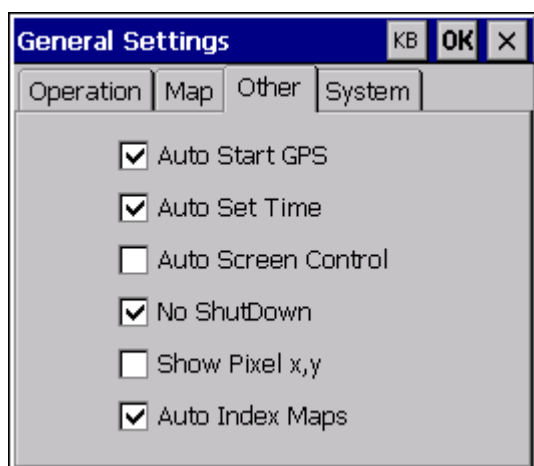 General Settings KB OK ×
Operation Map Other System
Auto Start GPS
Auto Set Time
Auto Screen Control
No ShutDown
Show Pixel x,y
Auto Index Maps